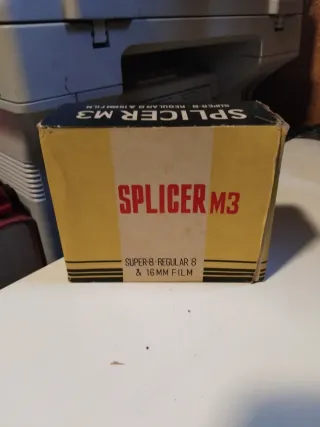 SPLICER M3
SUPER-8 · REGULAR 8 & 16MM FILM
SPLICER M3
SUPER-8·REGULAR 8
& 16MM FILM